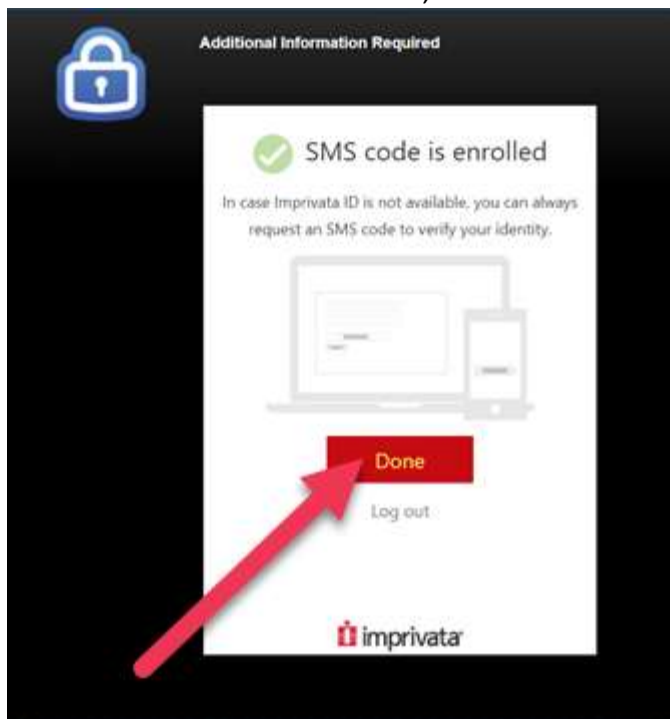 Additional Information Required
SMS code is enrolled
In case Imprivata ID is not available, you can always
request an SMS code to verify your identity.
Done
Log out
imprivata